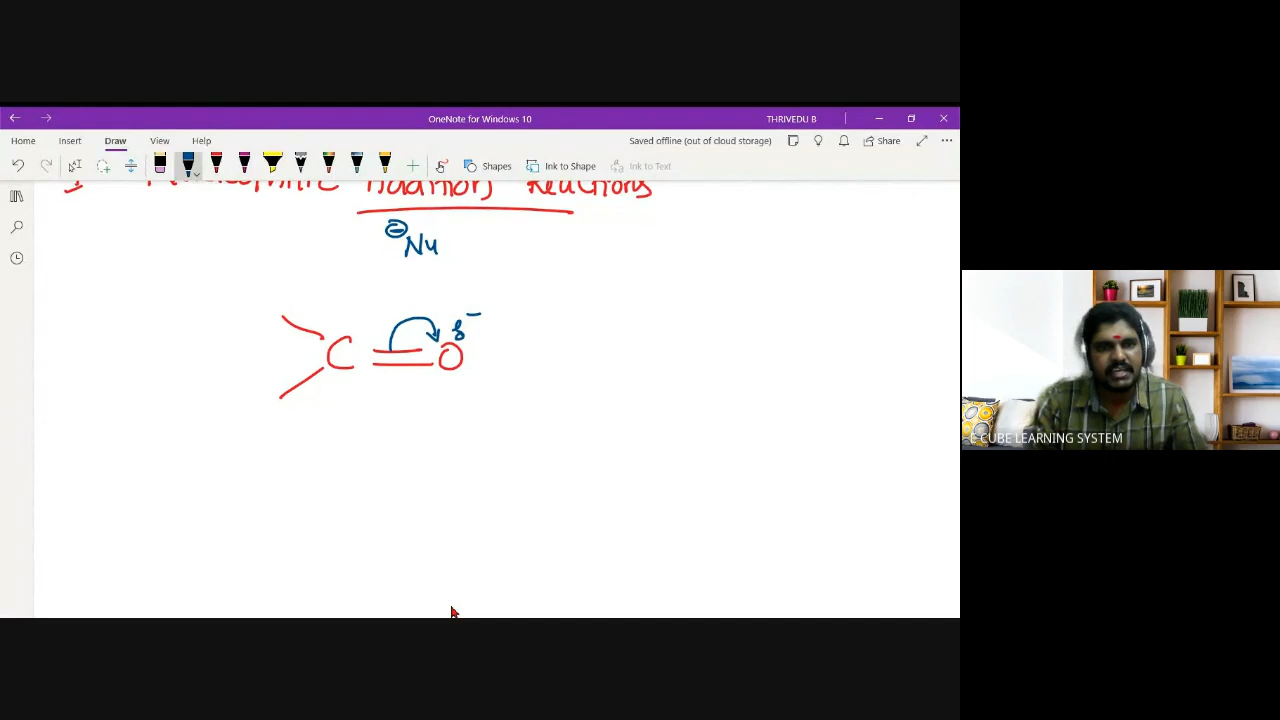 OneNote for Windows 10
THRIVEDU B
Home Insert Draw View Help
Saved offline (out of cloud storage)
Share
Shapes
Ink to Shape
Ink to Text
Addition Reactions
⊖Nu
δ⁻
C=O
E CUBE LEARNING SYSTEM